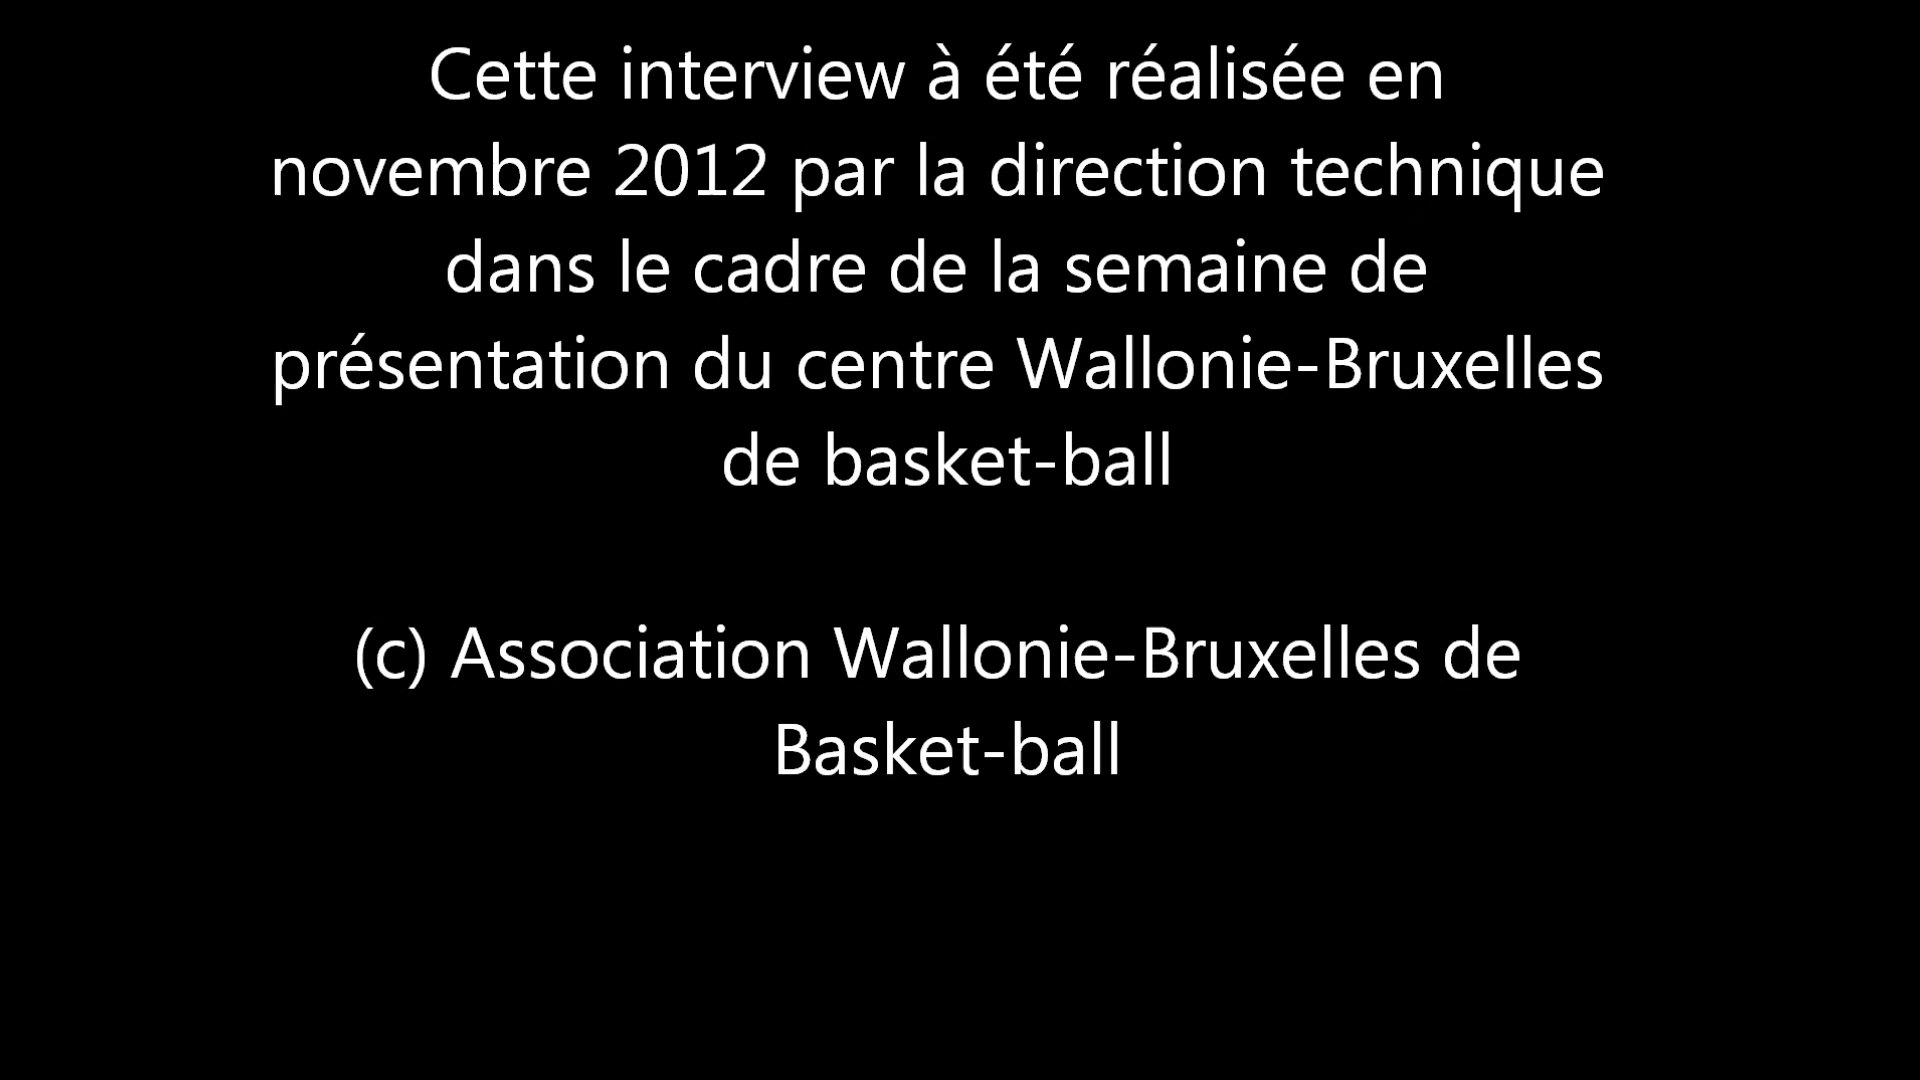 Cette interview à été réalisée en
novembre 2012 par la direction technique
dans le cadre de la semaine de
présentation du centre Wallonie-Bruxelles
de basket-ball
(c) Association Wallonie-Bruxelles de
Basket-ball